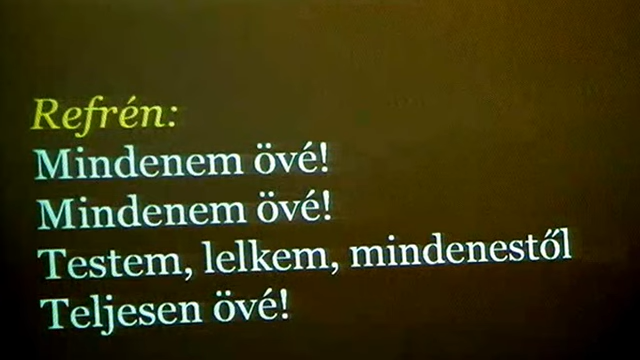 Refrén:
Mindenem övé!
Mindenem övé!
Testem, lelkem, mindenestől
Teljesen övé!